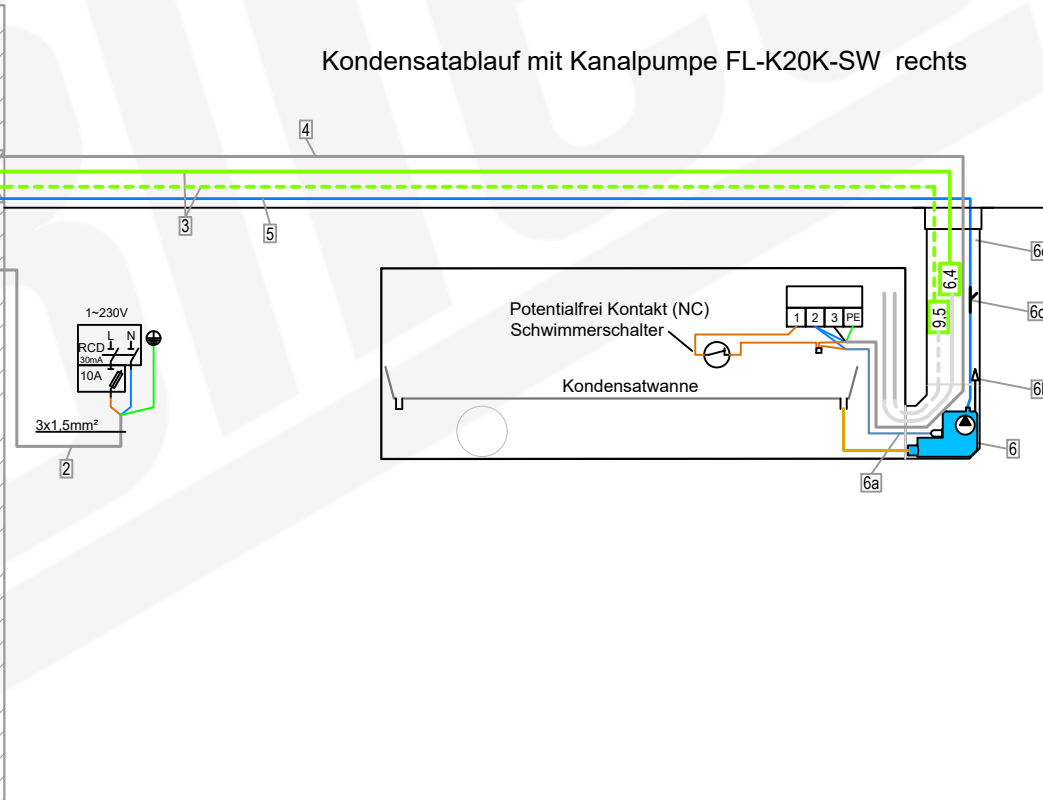 Kondensatablauf mit Kanalpumpe FL-K20K-SW rechts
4
3
5
6,4
9,5
1~230V
L N
RCD
30mA
10A
3x1,5mm²
2
Potentialfrei Kontakt (NC)
Schwimmerschalter
1 2 3 PE
Kondensatwanne
6
6a